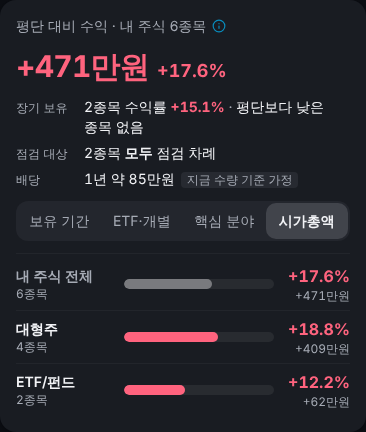 평단 대비 수익 · 내 주식 6종목
+471만원 +17.6%
장기 보유 2종목 수익률 +15.1% · 평단보다 낮은
종목 없음
점검 대상 2종목 모두 점검 차례
배당 1년 약 85만원 지금 수량 기준 가정
보유 기간 ETF·개별 핵심 분야 시가총액
내 주식 전체 +17.6%
6종목 +471만원
대형주 +18.8%
4종목 +409만원
ETF/펀드 +12.2%
2종목 +62만원